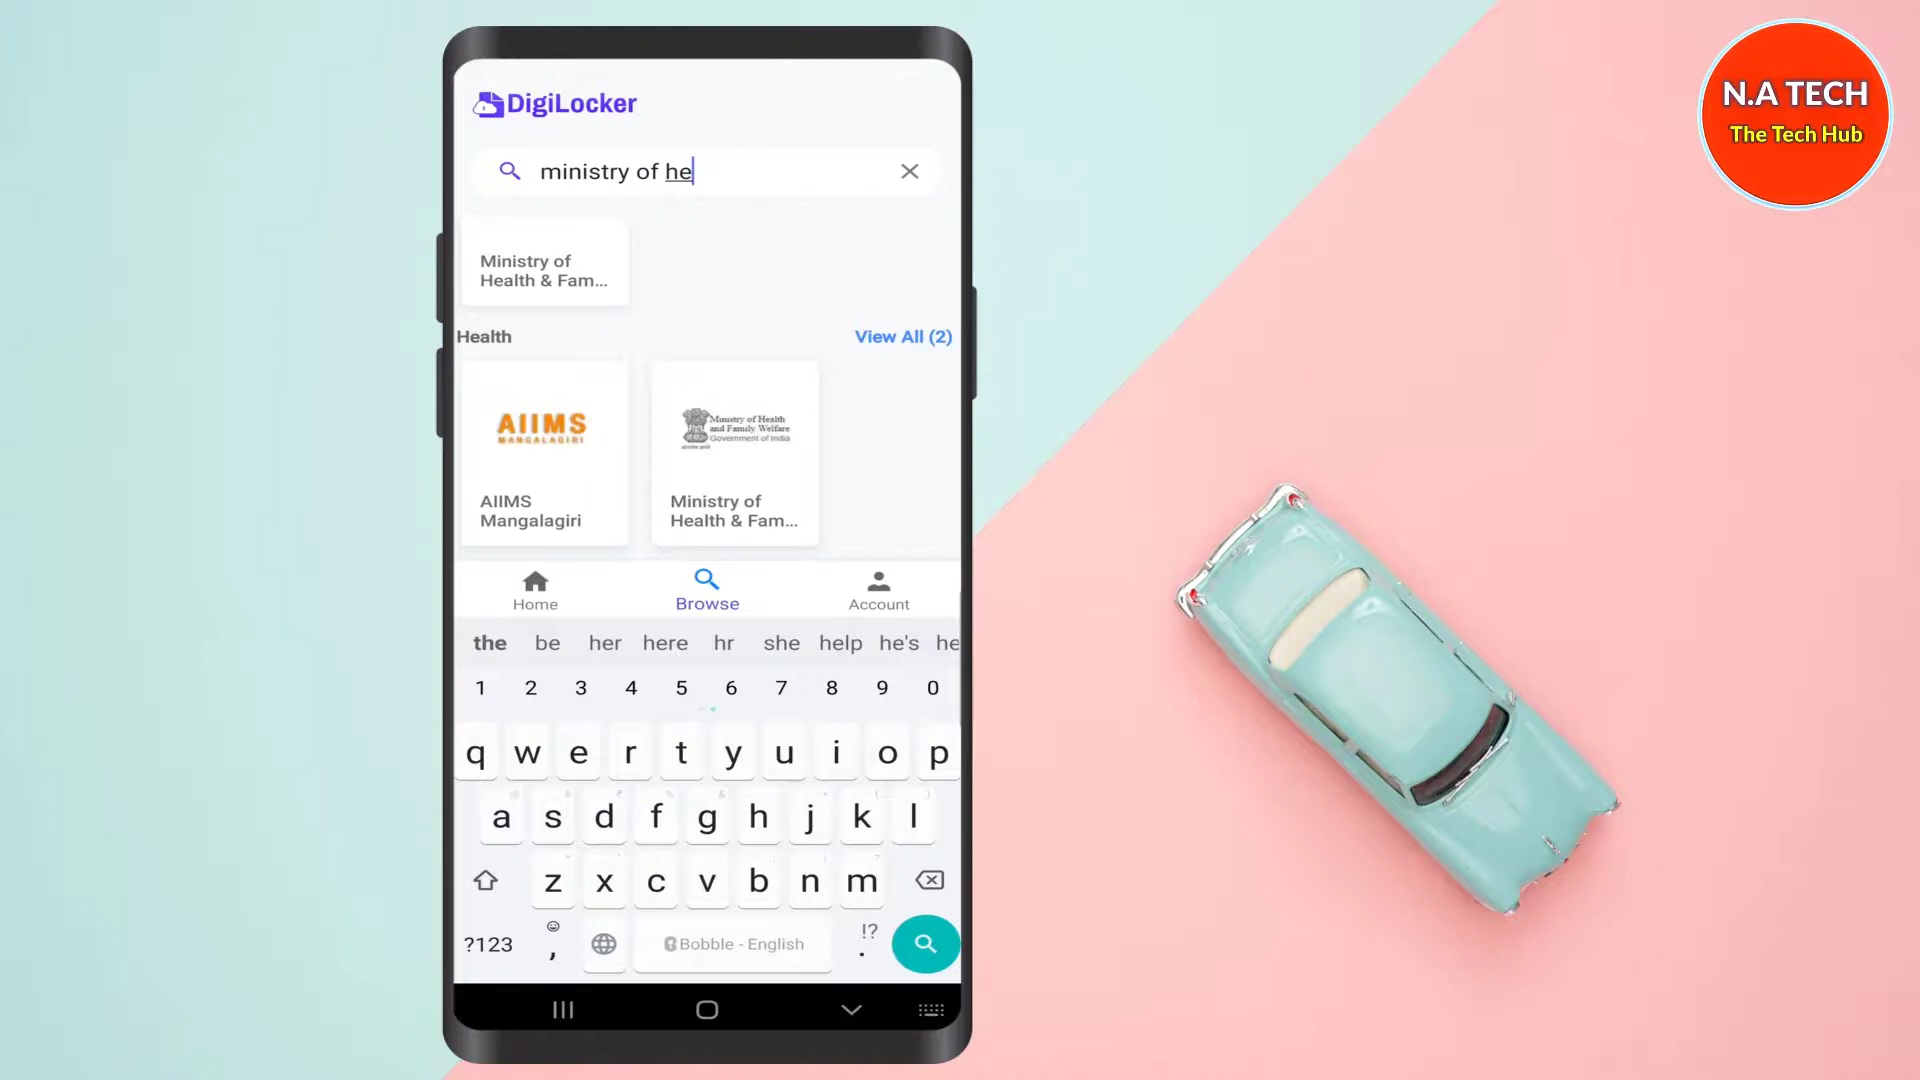 N.A TECH
The Tech Hub
DigiLocker
ministry of he
Ministry of
Health & Fam...
Health
View All (2)
AIIMS
MANGALAGIRI
Ministry of Health
and Family Welfare
Government of India
AIIMS
Mangalagiri
Ministry of
Health & Fam...
Home
Browse
Account
the be her here hr she help he's he
1 2 3 4 5 6 7 8 9 0
q w e r t y u i o p
a s d f g h j k l
z x c v b n m
?123 , Bobble - English !? .